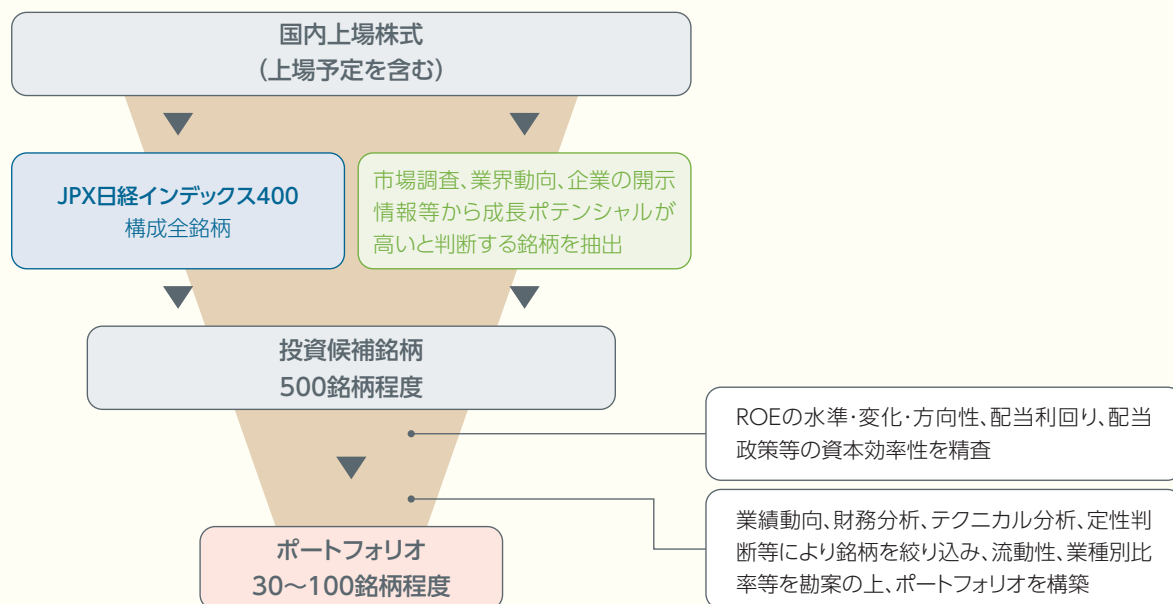 国内上場株式
(上場予定を含む)
JPX日経インデックス400
構成全銘柄
市場調査、業界動向、企業の開示
情報等から成長ポテンシャルが
高いと判断する銘柄を抽出
投資候補銘柄
500銘柄程度
ROEの水準・変化・方向性、配当利回り、配当
政策等の資本効率性を精査
業績動向、財務分析、テクニカル分析、定性判
断等により銘柄を絞り込み、流動性、業種別比
率等を勘案の上、ポートフォリオを構築
ポートフォリオ
30〜100銘柄程度